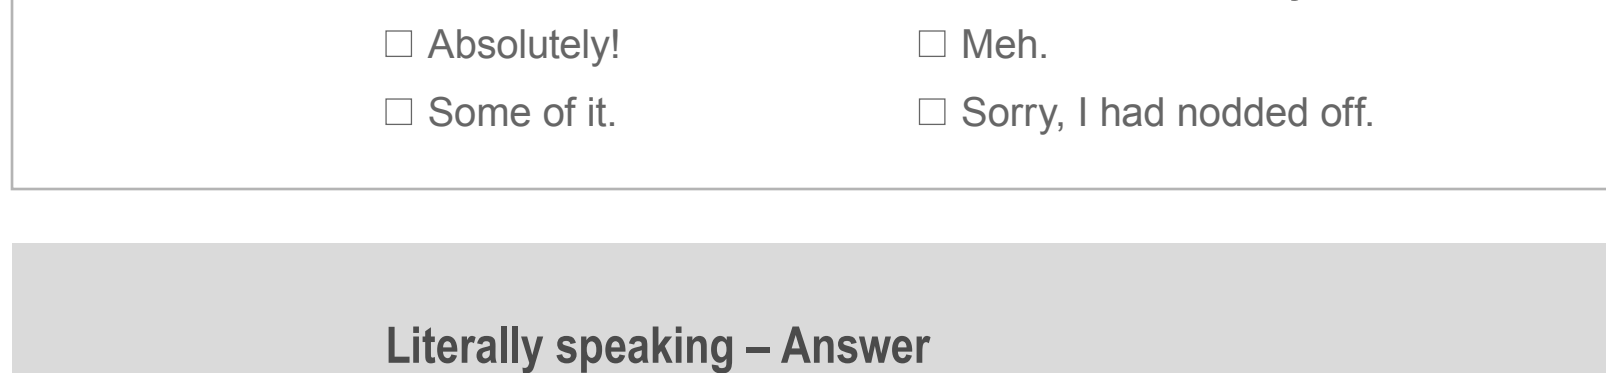 ☐ Absolutely! ☐ Meh.
☐ Some of it. ☐ Sorry, I had nodded off.
Literally speaking – Answer